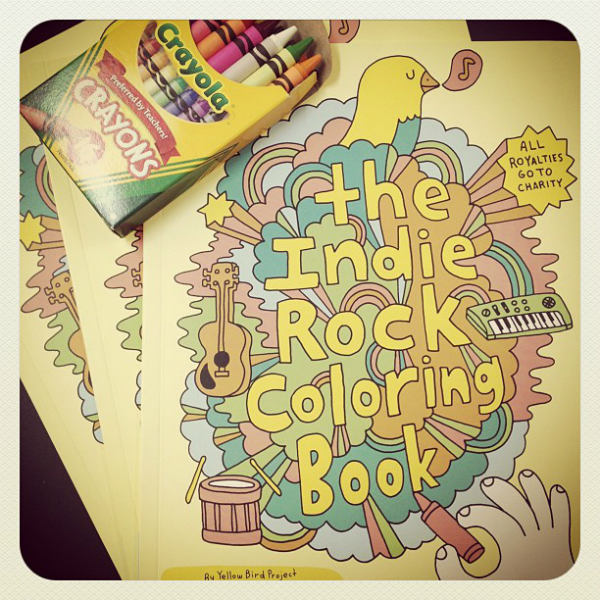 Crayola
Preferred by Teachers!
CRAYONS
the
Indie
Rock
Coloring
Book
ALL
ROYALTIES
GO TO
CHARITY
By Yellow Bird Project